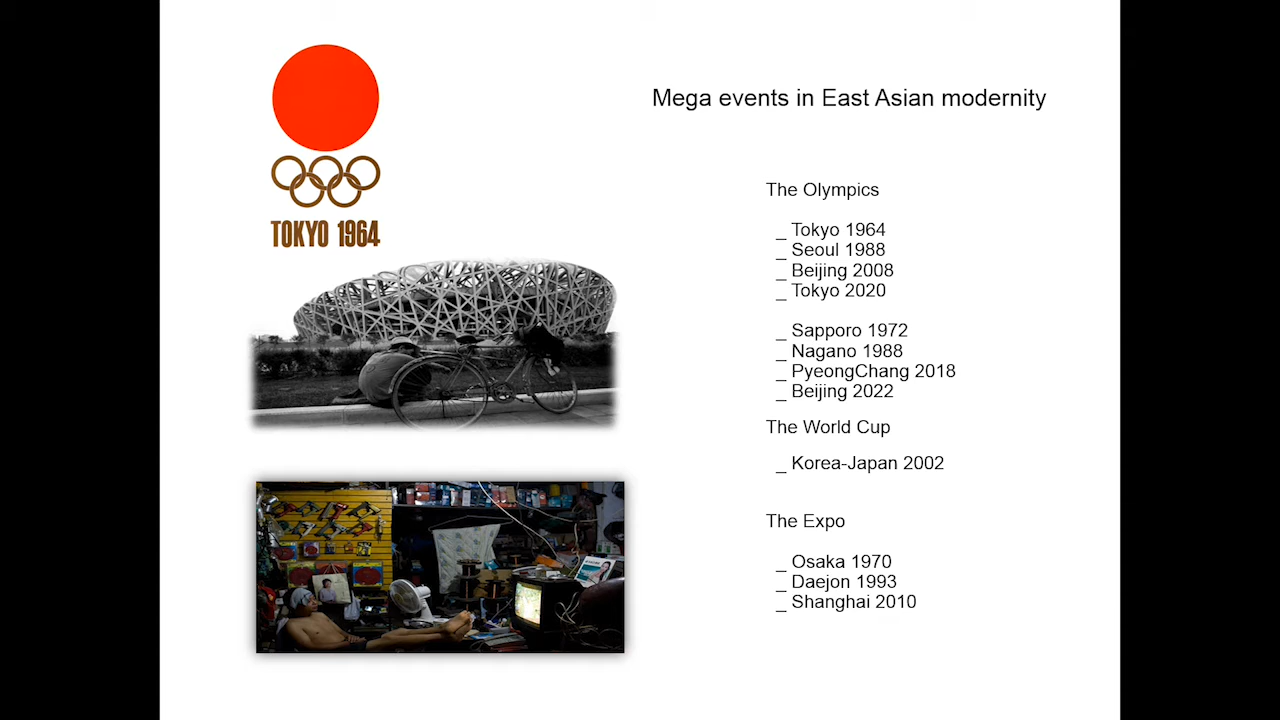 TOKYO 1964
Mega events in East Asian modernity
The Olympics
_ Tokyo 1964
_ Seoul 1988
_ Beijing 2008
_ Tokyo 2020
_ Sapporo 1972
_ Nagano 1988
_ PyeongChang 2018
_ Beijing 2022
The World Cup
_ Korea-Japan 2002
The Expo
_ Osaka 1970
_ Daejon 1993
_ Shanghai 2010